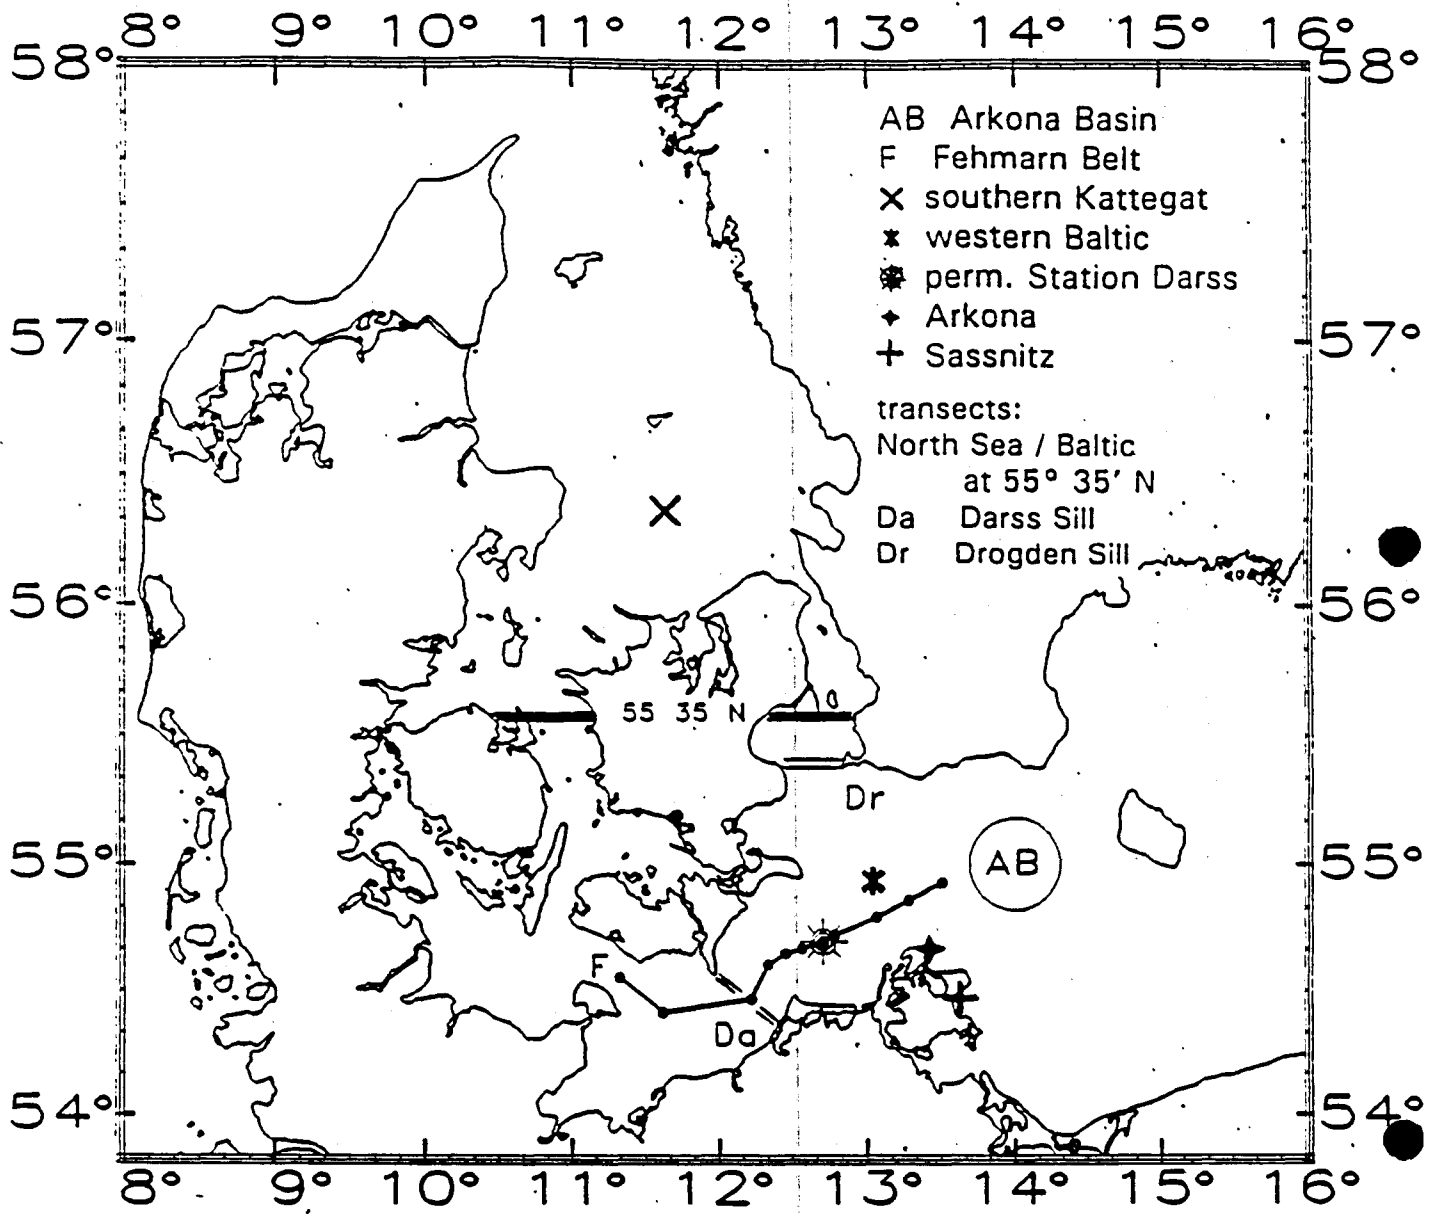 8° 9° 10° 11° 12° 13° 14° 15° 16°
58° 58°
AB Arkona Basin
F Fehmarn Belt
× southern Kattegat
western Baltic
perm. Station Darss
Arkona
+ Sassnitz
57° 57°
transects:
North Sea / Baltic
at 55° 35' N
Da Darss Sill
Dr Drogden Sill
56° 56°
55 35 N
Dr
55° AB 55°
F
Da
54° 54°
8° 9° 10° 11° 12° 13° 14° 15° 16°